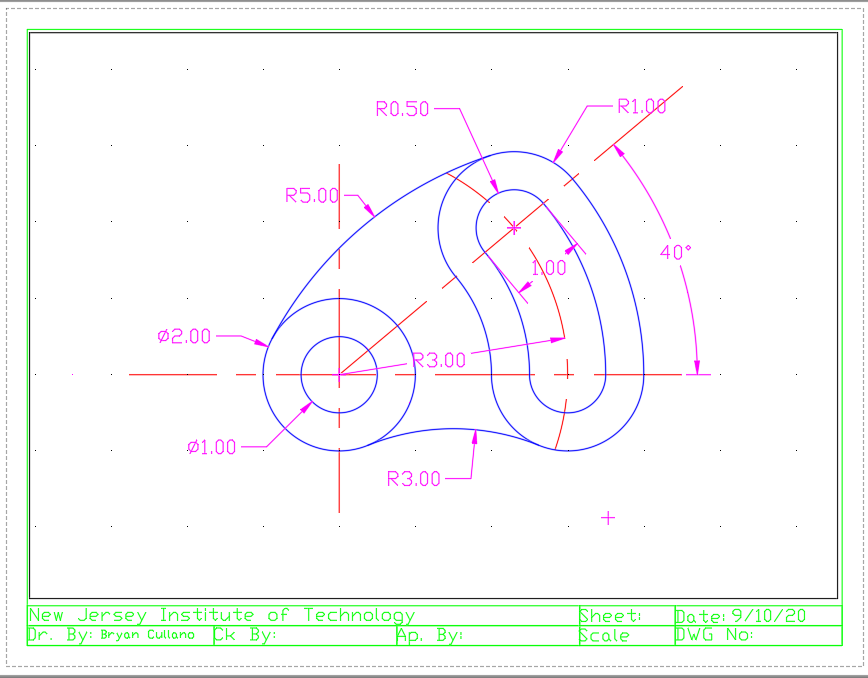 R0.50
R1.00
R5.00
40°
1.00
⌀2.00
R3.00
⌀1.00
R3.00
New Jersey Institute of Technology
Sheet:
Date: 9/10/20
Dr. By: Bryan Cullano
Ck By:
Ap. By:
Scale
DWG No: